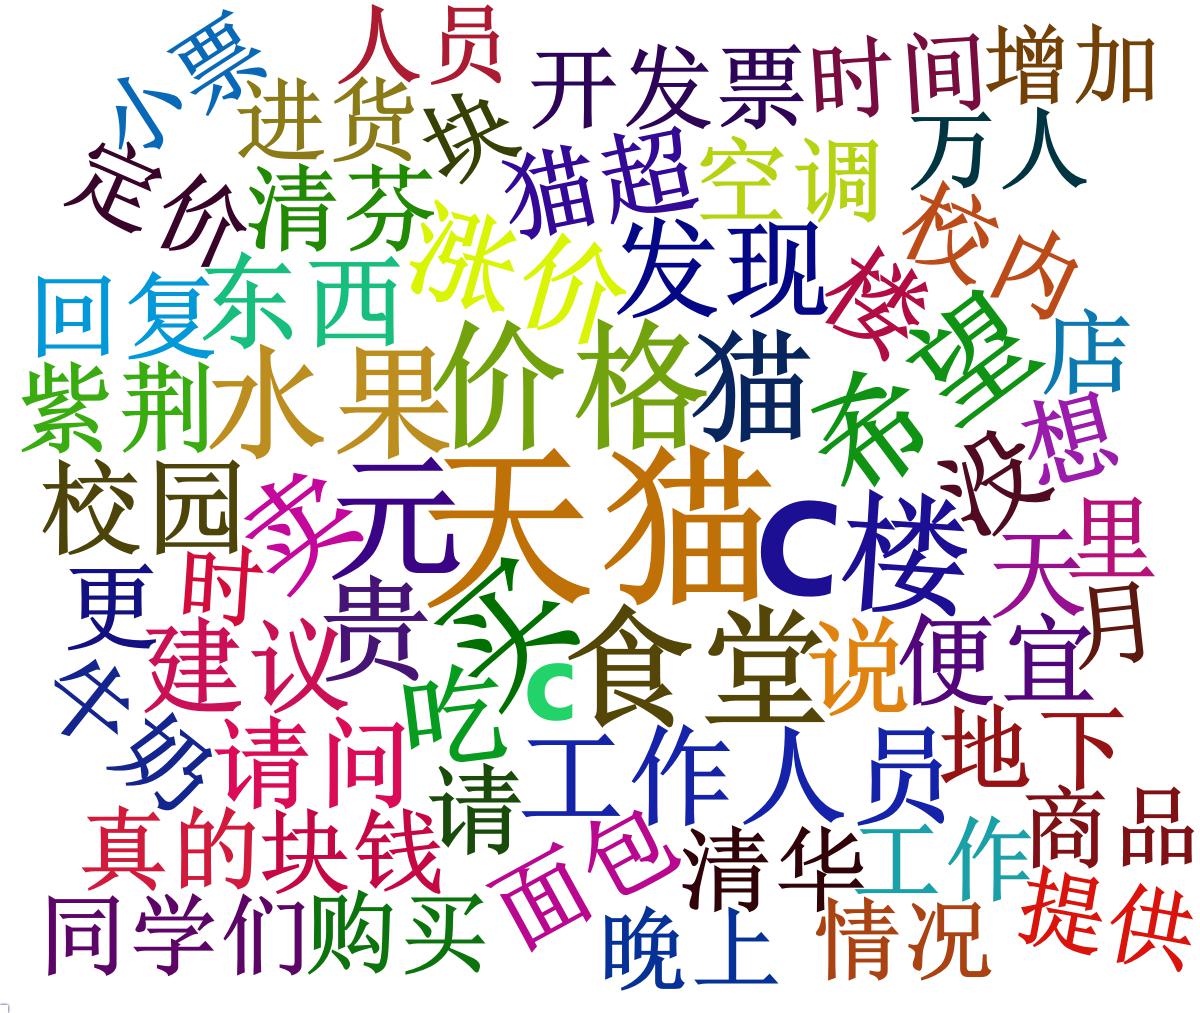 小票
人员
开发票
时间
增加
进货
块
万人
定价
清芬
猫超
空调
校内
涨价
发现
楼
回复
东西
希望
店
紫荆
水果
价格
猫
想
校园
卖
元
天猫
C楼
没
天
里
更
时
贵
买
月
建议
吃
c
食堂
说
便宜
牛奶
请问
工作人员
地下
请
商品
真的
块钱
面包
清华
工作
提供
同学们
购买
晚上
情况